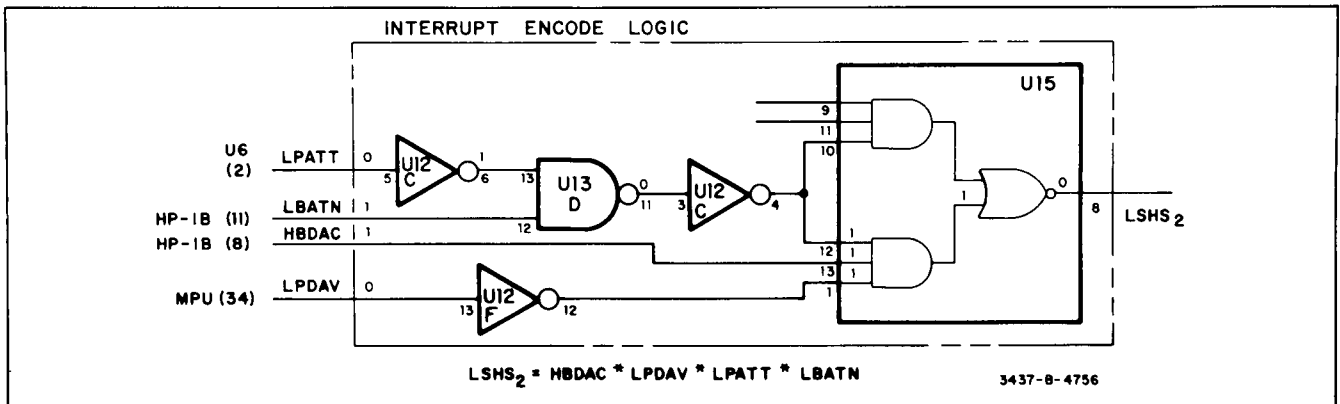 INTERRUPT ENCODE LOGIC
U15
9
11
10
U6
(2)
LPATT 0
5
U12
C
1
6
13
U13
D
0
11
3
U12
C
4
1
0
8
LSHS2
HP-IB (11) LBATN 1
12
HP-IB (8) HBDAC 1
1
12
1
13
1
1
MPU (34) LPDAV 0
13
U12
F
12
LSHS2 = HBDAC * LPDAV * LPATT * LBATN
3437-B-4756